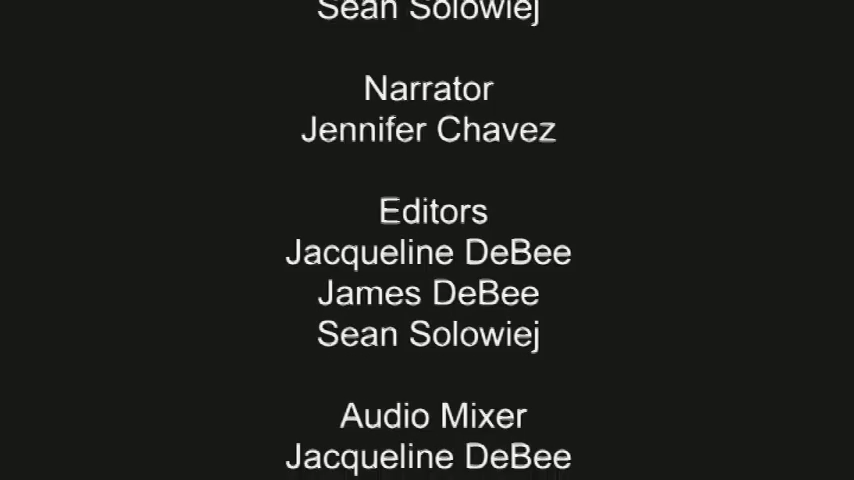 Sean Solowiej
Narrator
Jennifer Chavez
Editors
Jacqueline DeBee
James DeBee
Sean Solowiej
Audio Mixer
Jacqueline DeBee